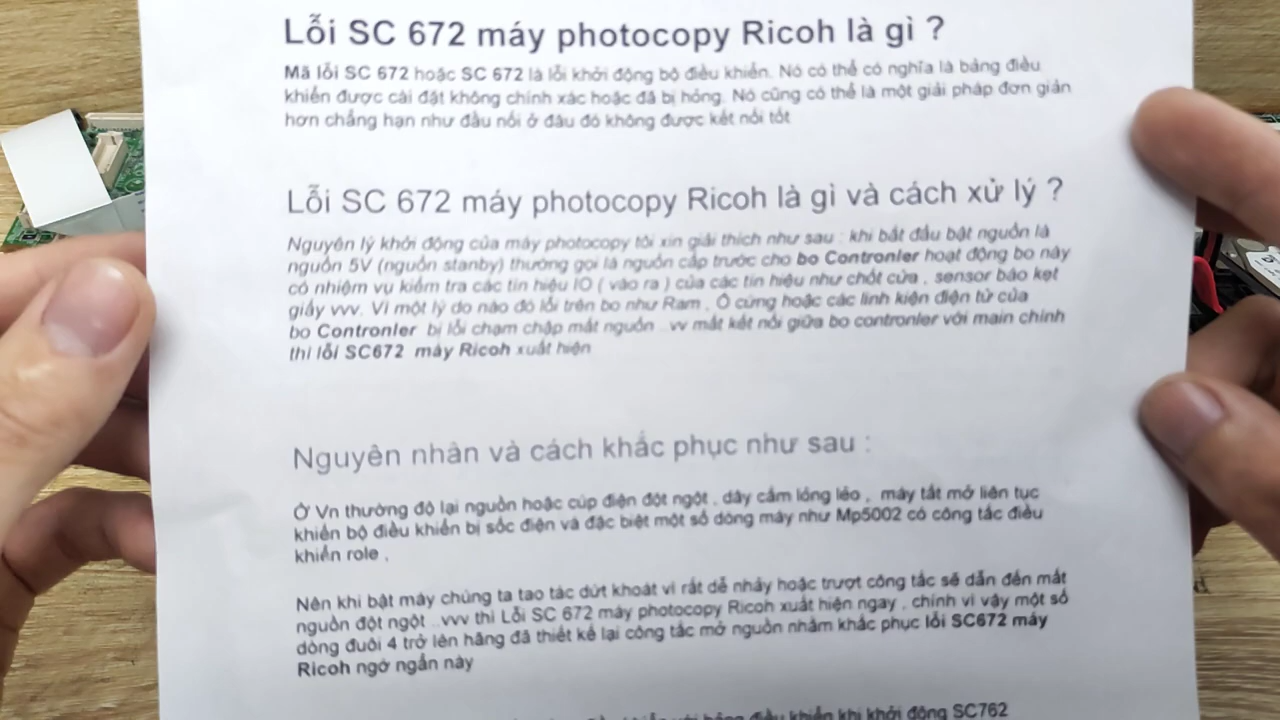 Lỗi SC 672 máy photocopy Ricoh là gì ?
Mã lỗi SC 672 hoặc SC 672 là lỗi khởi động bộ điều khiển. Nó có thể có nghĩa là bảng điều
khiển được cài đặt không chính xác hoặc đã bị hỏng. Nó cũng có thể là một giải pháp đơn giản
hơn chẳng hạn như đầu nối ở đâu đó không được kết nối tốt
Lỗi SC 672 máy photocopy Ricoh là gì và cách xử lý ?
Nguyên lý khởi động của máy photocopy tôi xin giải thích như sau : khi bắt đầu bật nguồn là
nguồn 5V (nguồn stanby) thường gọi là nguồn cấp trước cho bo Contronler hoạt động bo này
có nhiệm vụ kiểm tra các tín hiệu IO ( vào ra ) của các tín hiệu như chốt cửa , sensor báo kẹt
giấy vvv. Vì một lý do nào đó lỗi trên bo như Ram , Ổ cứng hoặc các linh kiện điện tử của
bo Contronler bị lỗi chạm chập mất nguồn ..vv mất kết nối giữa bo contronler với main chính
thì lỗi SC672 máy Ricoh xuất hiện
Nguyên nhân và cách khắc phục như sau :
Ở Vn thường độ lại nguồn hoặc cúp điện đột ngột , dây cắm lỏng lẻo , máy tắt mở liên tục
khiến bộ điều khiển bị sốc điện và đặc biệt một số dòng máy như Mp5002 có công tắc điều
khiển role .
Nên khi bật máy chúng ta tao tác dứt khoát vì rất dễ nhảy hoặc trượt công tắc sẽ dẫn đến mất
nguồn đột ngột ..vvv thì Lỗi SC 672 máy photocopy Ricoh xuất hiện ngay , chính vì vậy một số
dòng đuôi 4 trở lên hãng đã thiết kế lại công tắc mở nguồn nhằm khắc phục lỗi SC672 máy
Ricoh ngớ ngẩn này
bảng điều khiển khi khởi động SC762